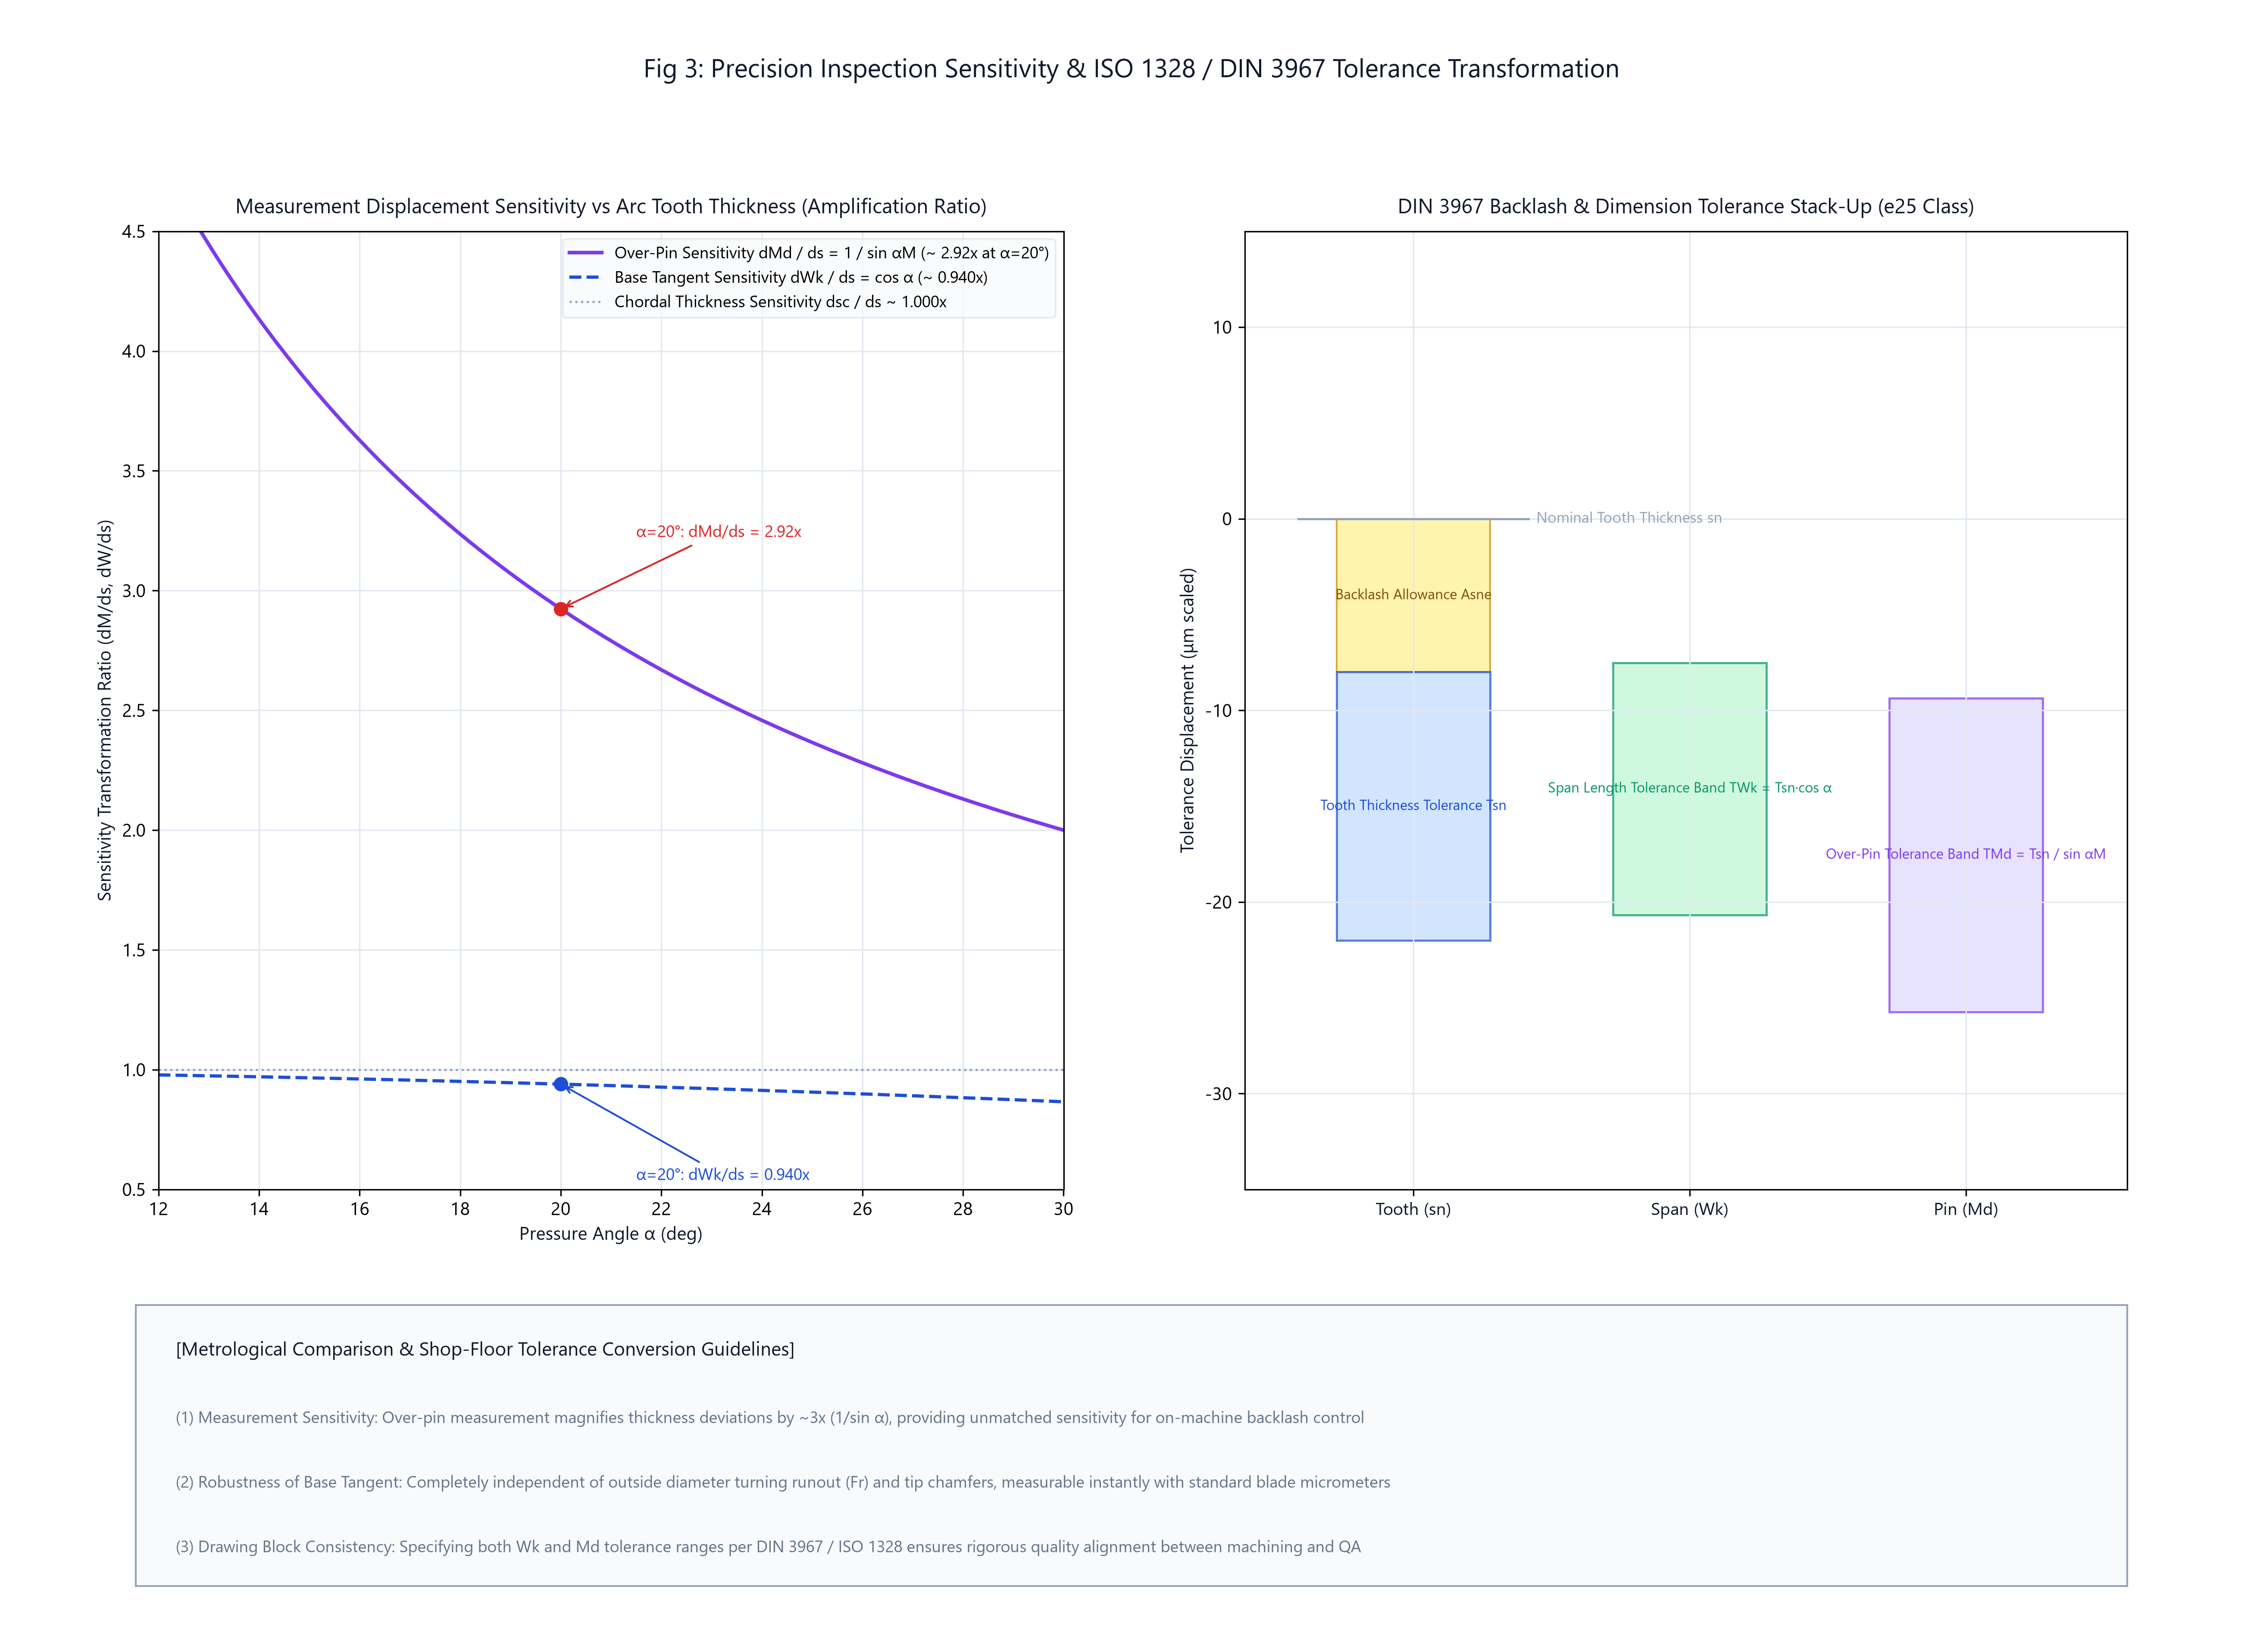 Fig 3: Precision Inspection Sensitivity & ISO 1328 / DIN 3967 Tolerance Transformation
Measurement Displacement Sensitivity vs Arc Tooth Thickness (Amplification Ratio)
Over-Pin Sensitivity dMd / ds = 1 / sin αM (~ 2.92x at α=20°)
Base Tangent Sensitivity dWk / ds = cos α (~ 0.940x)
Chordal Thickness Sensitivity dsc / ds ~ 1.000x
4.5
4.0
3.5
3.0
2.5
2.0
1.5
1.0
0.5
Sensitivity Transformation Ratio (dM/ds, dW/ds)
α=20°: dMd/ds = 2.92x
α=20°: dWk/ds = 0.940x
12 14 16 18 20 22 24 26 28 30
Pressure Angle α (deg)
DIN 3967 Backlash & Dimension Tolerance Stack-Up (e25 Class)
10
0
-10
-20
-30
Tolerance Displacement (μm scaled)
Nominal Tooth Thickness sn
Backlash Allowance Asne
Tooth Thickness Tolerance Tsn
Span Length Tolerance Band TWk = Tsn·cos α
Over-Pin Tolerance Band TMd = Tsn / sin αM
Tooth (sn) Span (Wk) Pin (Md)
[Metrological Comparison & Shop-Floor Tolerance Conversion Guidelines]
(1) Measurement Sensitivity: Over-pin measurement magnifies thickness deviations by ~3x (1/sin α), providing unmatched sensitivity for on-machine backlash control
(2) Robustness of Base Tangent: Completely independent of outside diameter turning runout (Fr) and tip chamfers, measurable instantly with standard blade micrometers
(3) Drawing Block Consistency: Specifying both Wk and Md tolerance ranges per DIN 3967 / ISO 1328 ensures rigorous quality alignment between machining and QA